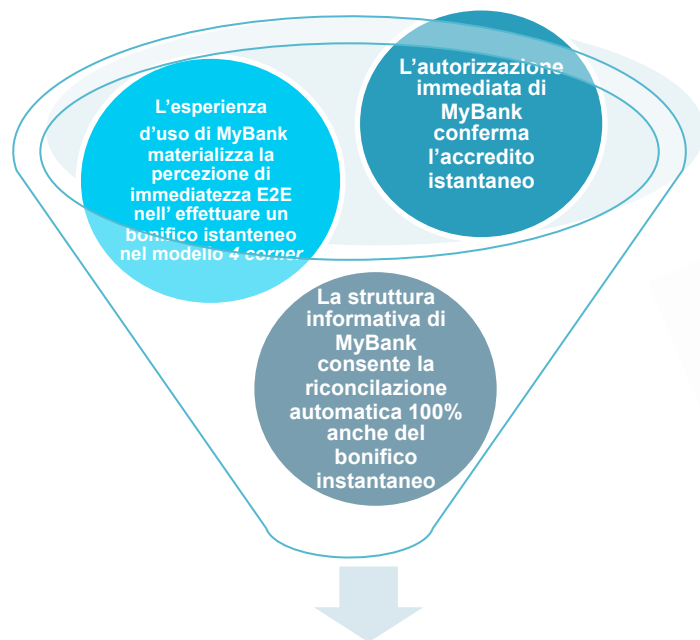 L'esperienza
d'uso di MyBank
materializza la
percezione di
immediatezza E2E
nell' effettuare un
bonifico istanteneo
nel modello 4 corner
L'autorizzazione
immediata di
MyBank
conferma
l'accredito
istantaneo
La struttura
informativa di
MyBank
consente la
riconcilazione
automatica 100%
anche del
bonifico
instantaneo